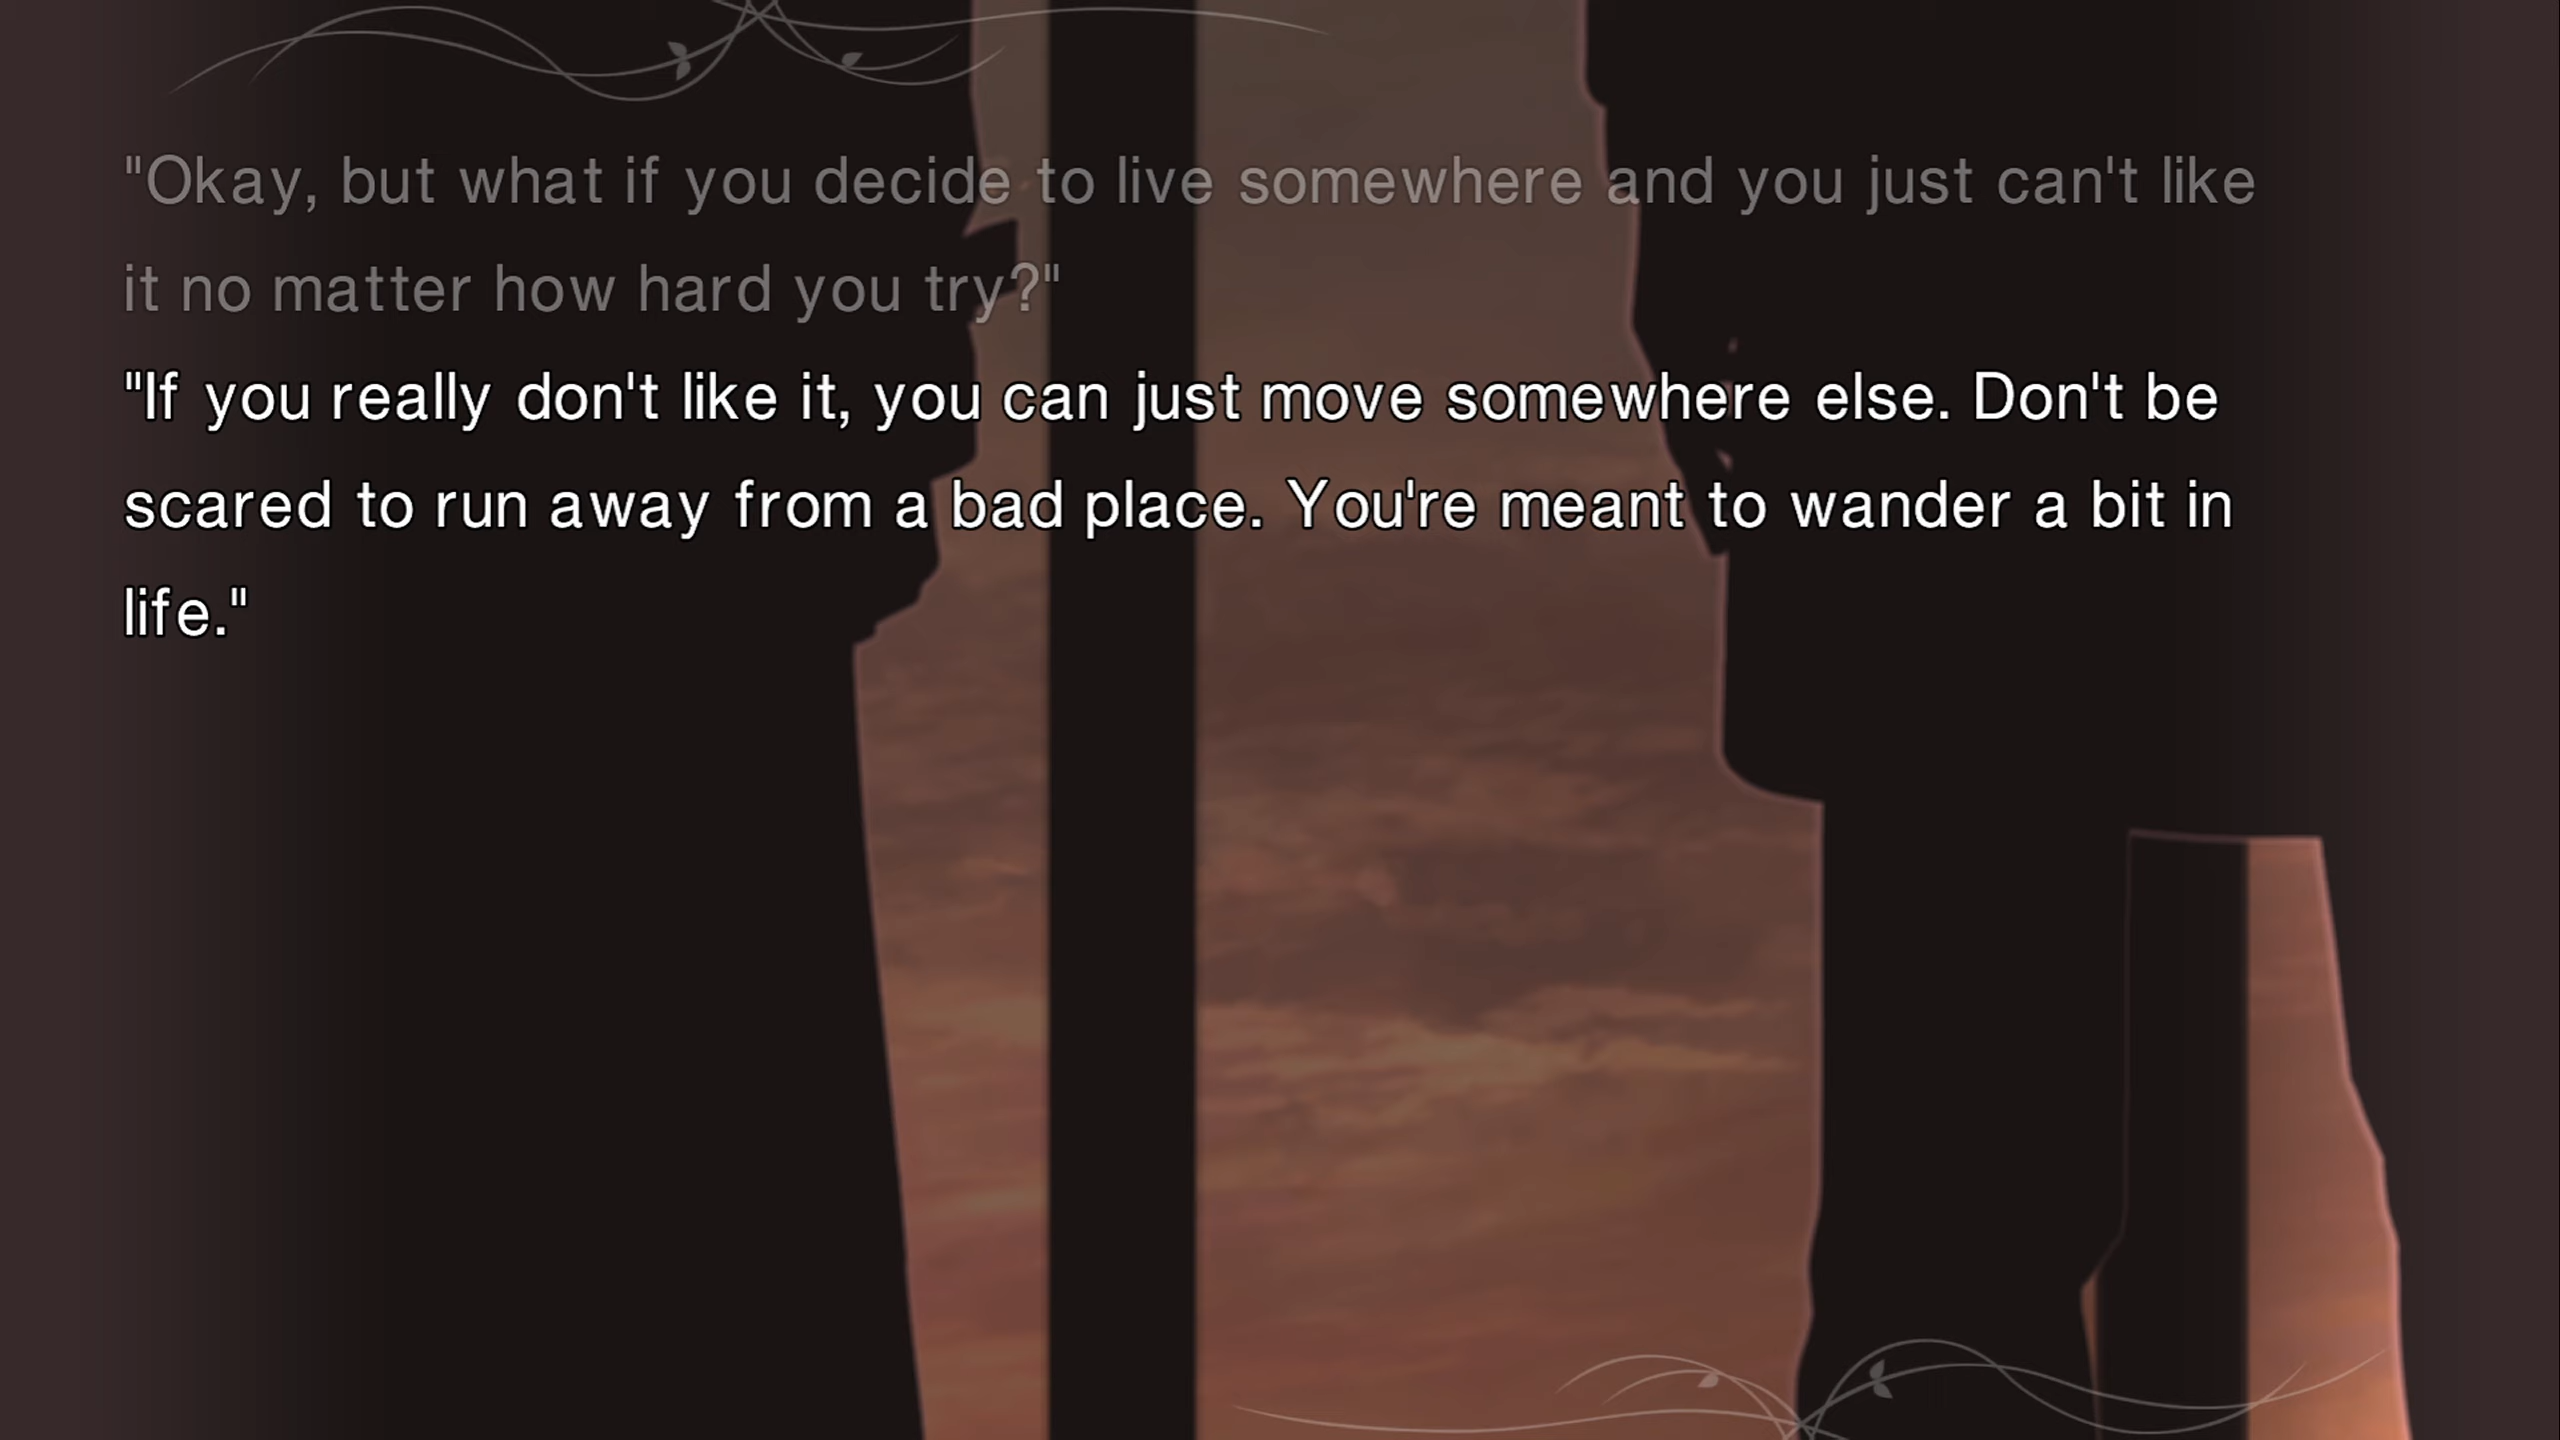 "Okay, but what if you decide to live somewhere and you just can't like
it no matter how hard you try?"
"If you really don't like it, you can just move somewhere else. Don't be
scared to run away from a bad place. You're meant to wander a bit in
life."